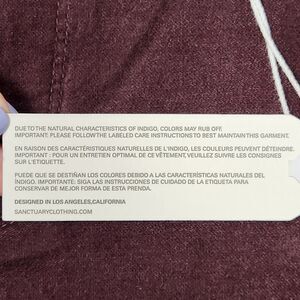 DUE TO THE NATURAL CHARACTERISTICS OF INDIGO, COLORS MAY RUB OFF.
IMPORTANT: PLEASE FOLLOW THE LABELED CARE INSTRUCTIONS TO BEST MAINTAIN THIS GARMENT.
EN RAISON DES CARACTÉRISTIQUES NATURELLES DE L'INDIGO, LES COULEURS PEUVENT DÉTEINDRE.
IMPORTANT : POUR UN ENTRETIEN OPTIMAL DE CE VÊTEMENT, VEUILLEZ SUIVRE LES CONSIGNES
SUR L'ETIQUETTE.
PUEDE QUE SE DESTIÑAN LOS COLORES DEBIDO A LAS CARACTERÍSTICAS NATURALES DEL
ÍNDIGO. IMPORTANTE: SIGA LAS INSTRUCCIONES DE CUIDADO DE LA ETIQUETA PARA
CONSERVAR DE MEJOR FORMA DE ESTA PRENDA.
DESIGNED IN LOS ANGELES, CALIFORNIA
SANCTUARYCLOTHING.COM